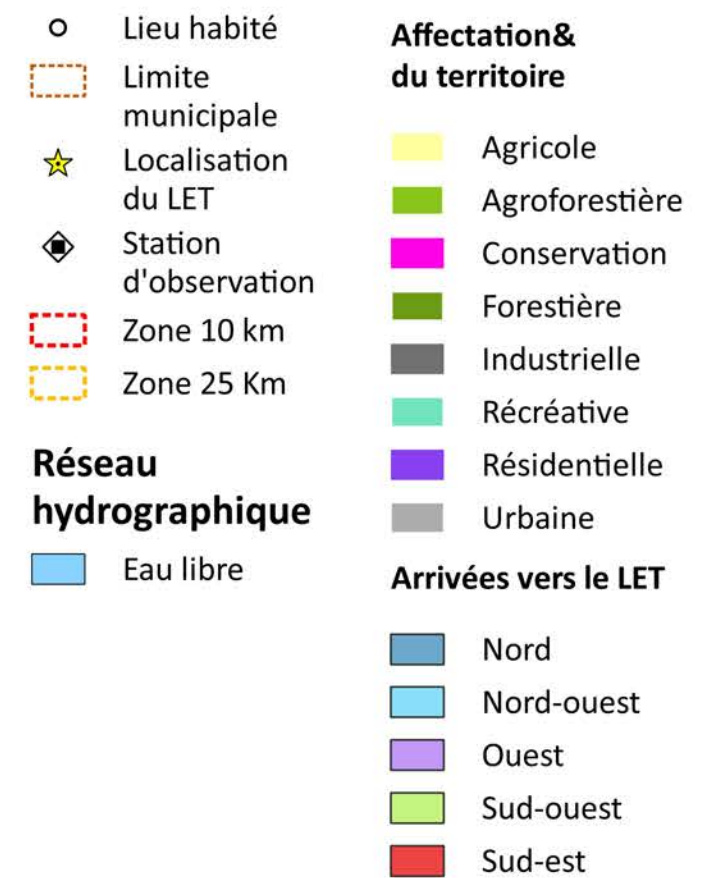 Lieu habité
Limite
municipale
Localisation
du LET
Station
d'observation
Zone 10 km
Zone 25 Km
Réseau
hydrographique
Eau libre
Affectation&
du territoire
Agricole
Agroforestière
Conservation
Forestière
Industrielle
Récréative
Résidentielle
Urbaine
Arrivées vers le LET
Nord
Nord-ouest
Ouest
Sud-ouest
Sud-est